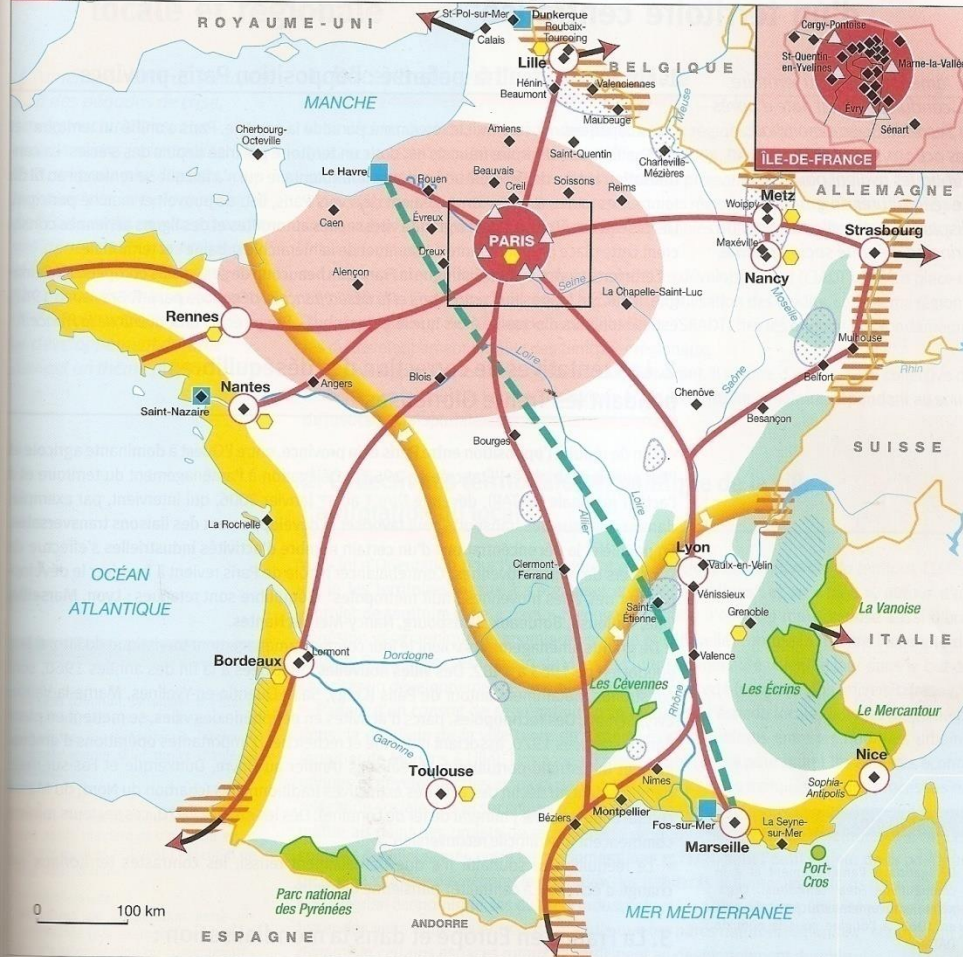 ROYAUME-UNI
St-Pol-sur-Mer
Dunkerque
Calais
Roubaix-
Tourcoing
Lille
BELGIQUE
Hénin-
Beaumont
Valenciennes
Maubeuge
Meuse
MANCHE
Cherbourg-
Octeville
Le Havre
Amiens
Saint-Quentin
Charleville-
Mézières
Rouen
Beauvais
Creil
Soissons
Reims
Caen
Évreux
Dreux
PARIS
Alençon
Seine
La Chapelle-Saint-Luc
Cergy-Pontoise
St-Quentin-
en-Yvelines
Marne-la-Vallée
Évry
Sénart
ÎLE-DE-FRANCE
ALLEMAGNE
Metz
Woippy
Maxéville
Nancy
Strasbourg
Moselle
Mulhouse
Belfort
Rhin
Rennes
Nantes
Saint-Nazaire
Angers
Blois
Loire
Chenôve
Saône
Besançon
Bourges
SUISSE
La Rochelle
Allier
Loire
Clermont-
Ferrand
Lyon
Vaulx-en-Velin
Vénissieux
Saint-
Étienne
Grenoble
La Vanoise
ITALIE
OCÉAN
ATLANTIQUE
Bordeaux
Lormont
Dordogne
Valence
Les Cévennes
Rhône
Les Écrins
Le Mercantour
Garonne
Toulouse
Nîmes
Nice
Sophia-
Antipolis
Béziers
Montpellier
Fos-sur-Mer
Marseille
La Seyne-
sur-Mer
Port-
Cros
Parc national
des Pyrénées
0 100 km
ANDORRE
ESPAGNE
MER MÉDITERRANÉE